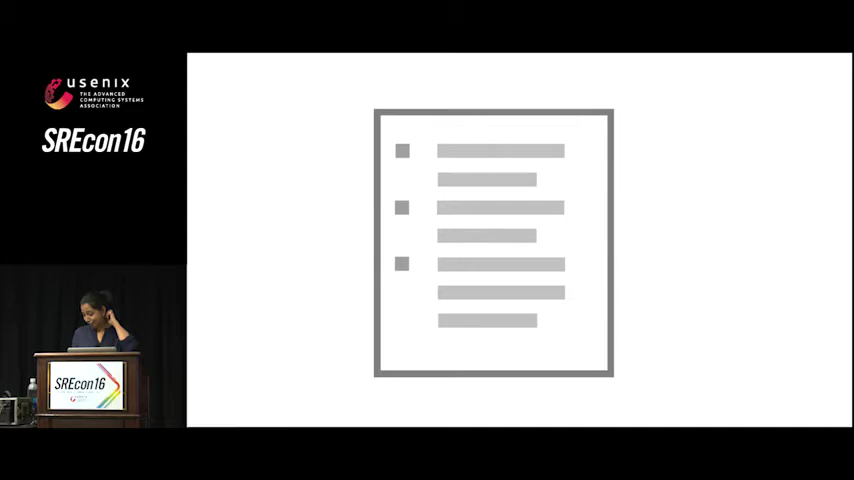 usenix
THE ADVANCED
COMPUTING SYSTEMS
ASSOCIATION
SREcon16
SREcon16